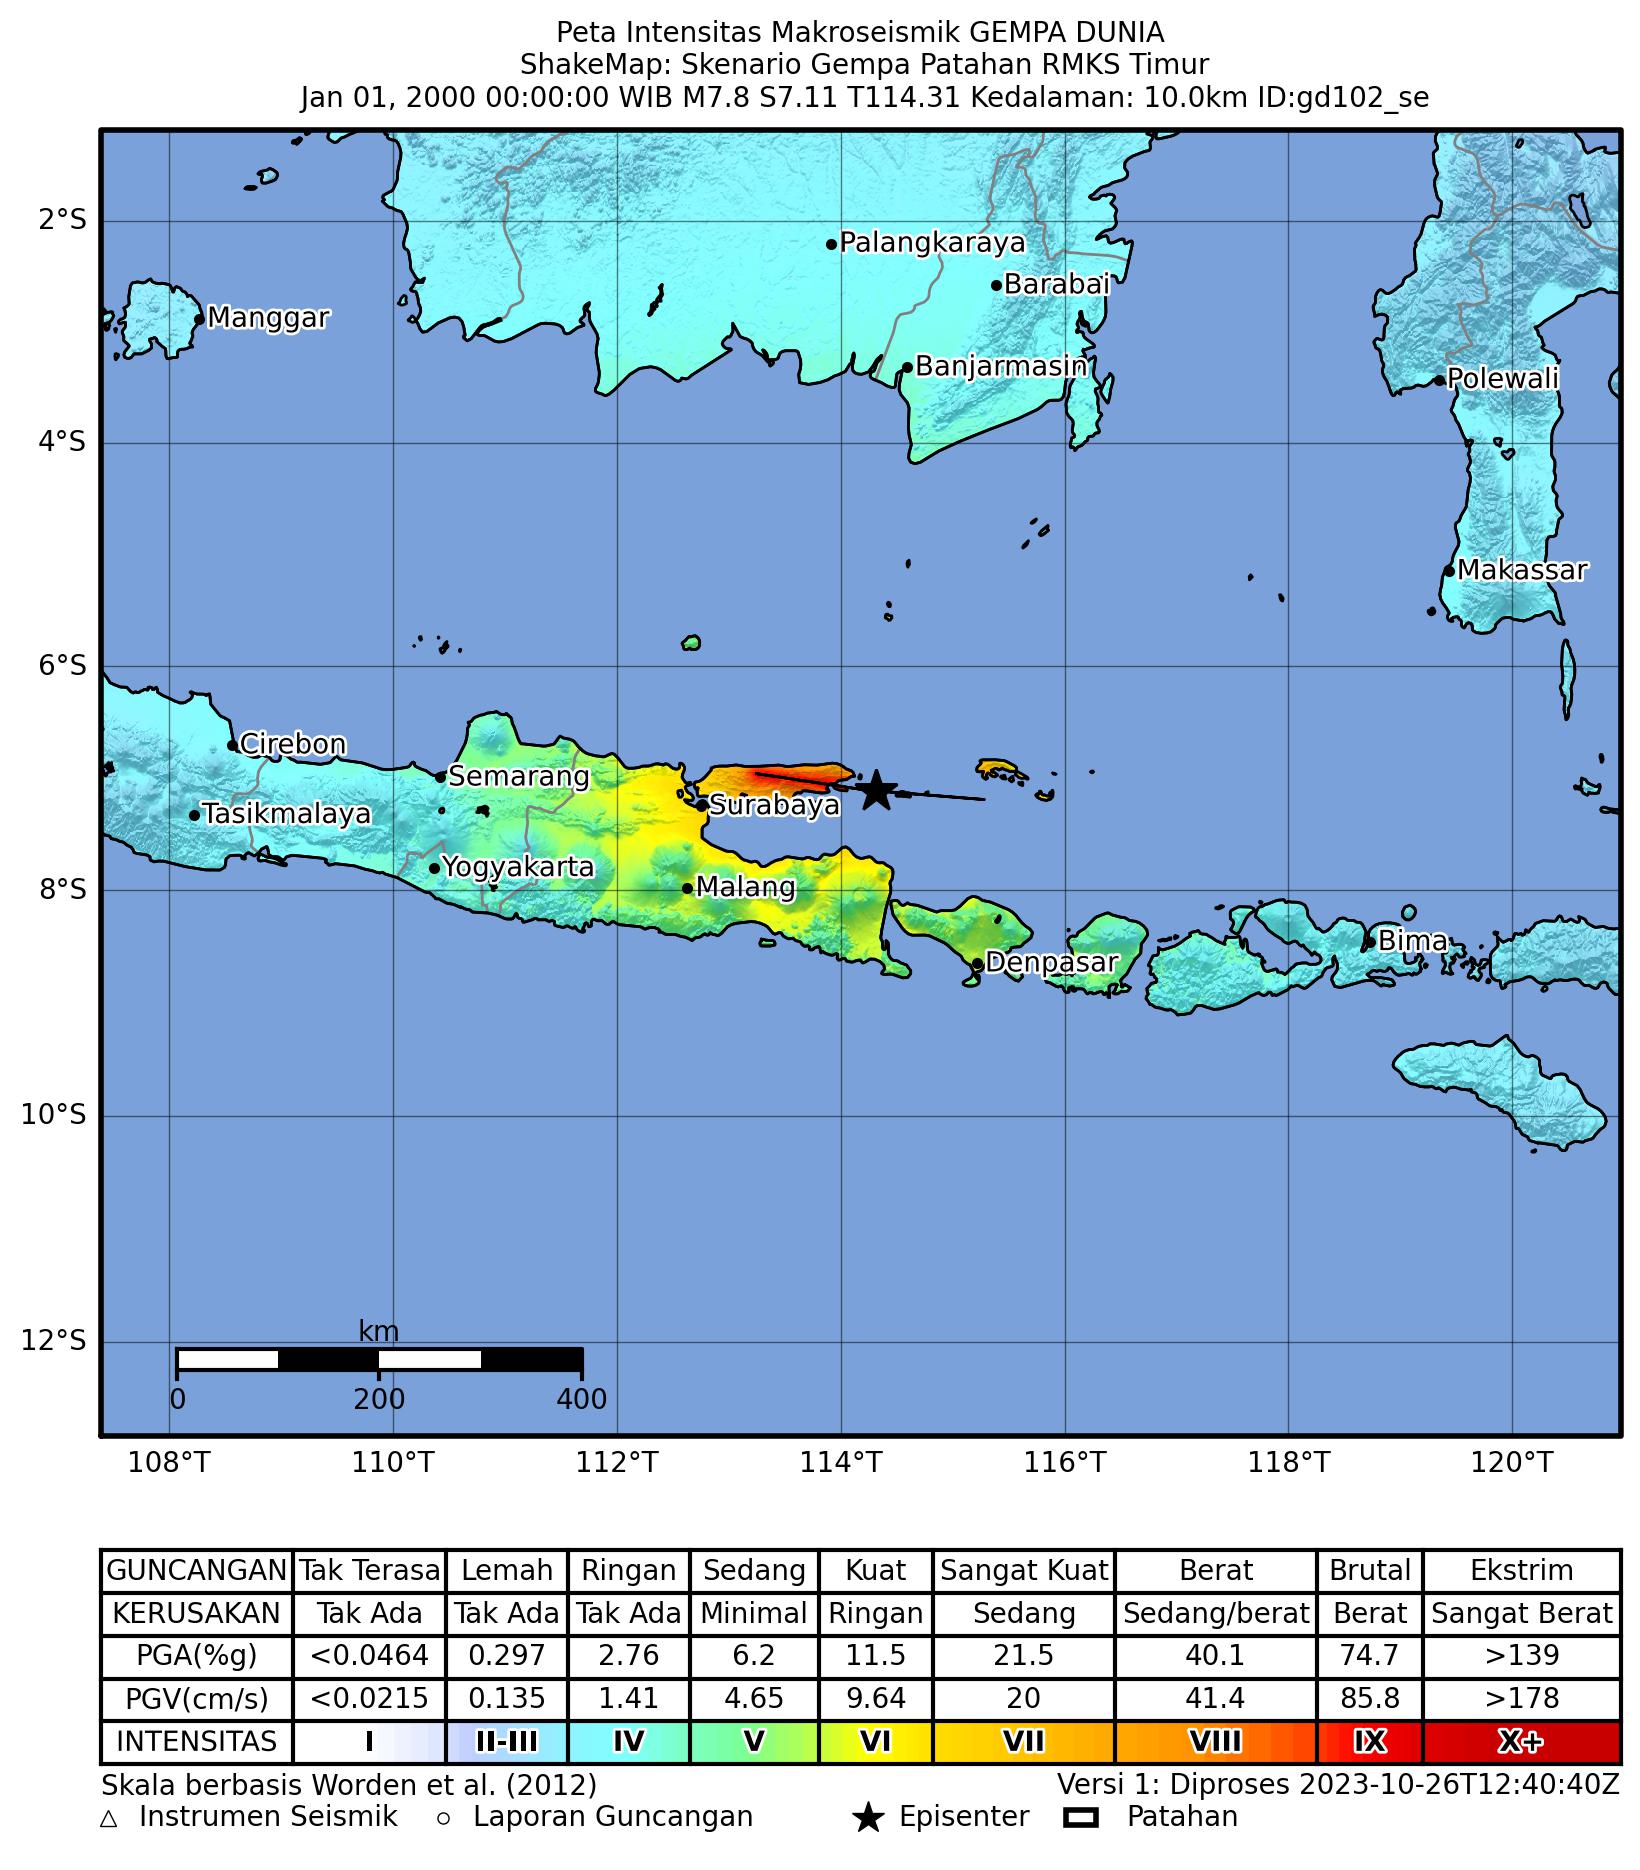 Peta Intensitas Makroseismik GEMPA DUNIA
ShakeMap: Skenario Gempa Patahan RMKS Timur
Jan 01, 2000 00:00:00 WIB M7.8 S7.11 T114.31 Kedalaman: 10.0km ID:gd102_se
2°S
Palangkaraya
Barabai
Manggar
Banjarmasin
Polewali
4°S
Makassar
6°S
Cirebon
Semarang
Surabaya
Tasikmalaya
Yogyakarta
8°S
Malang
Bima
Denpasar
10°S
12°S
km
0 200 400
108°T 110°T 112°T 114°T 116°T 118°T 120°T
GUNCANGAN Tak Terasa Lemah Ringan Sedang Kuat Sangat Kuat Berat Brutal Ekstrim
KERUSAKAN Tak Ada Tak Ada Tak Ada Minimal Ringan Sedang Sedang/berat Berat Sangat Berat
PGA(%g) <0.0464 0.297 2.76 6.2 11.5 21.5 40.1 74.7 >139
PGV(cm/s) <0.0215 0.135 1.41 4.65 9.64 20 41.4 85.8 >178
INTENSITAS I II-III IV V VI VII VIII IX X+
Skala berbasis Worden et al. (2012) Versi 1: Diproses 2023-10-26T12:40:40Z
Instrumen Seismik Laporan Guncangan Episenter Patahan